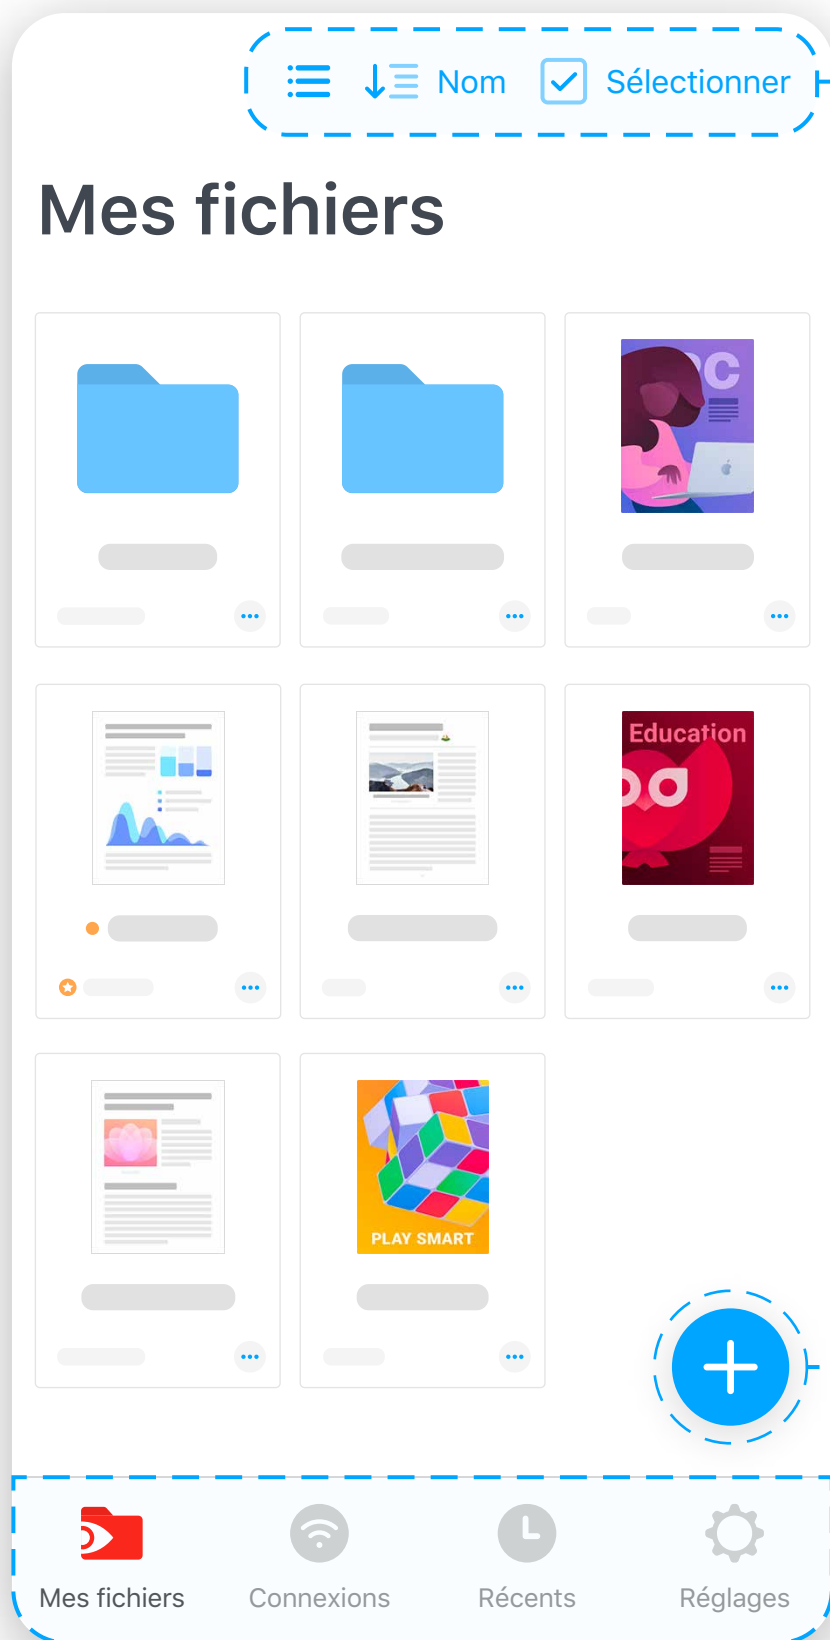 Nom Sélectionner
Mes fichiers
C
Education
PLAY SMART
Mes fichiers Connexions Récents Réglages